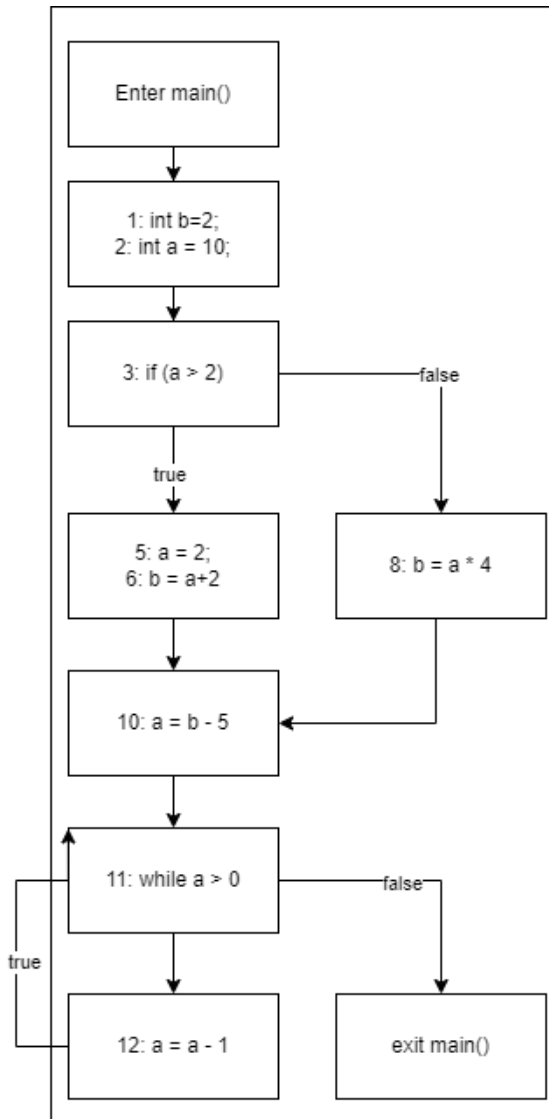 Enter main()
1: int b=2;
2: int a = 10;
3: if (a > 2)
false
true
5: a = 2;
6: b = a+2
8: b = a * 4
10: a = b - 5
11: while a > 0
false
true
12: a = a - 1
exit main()